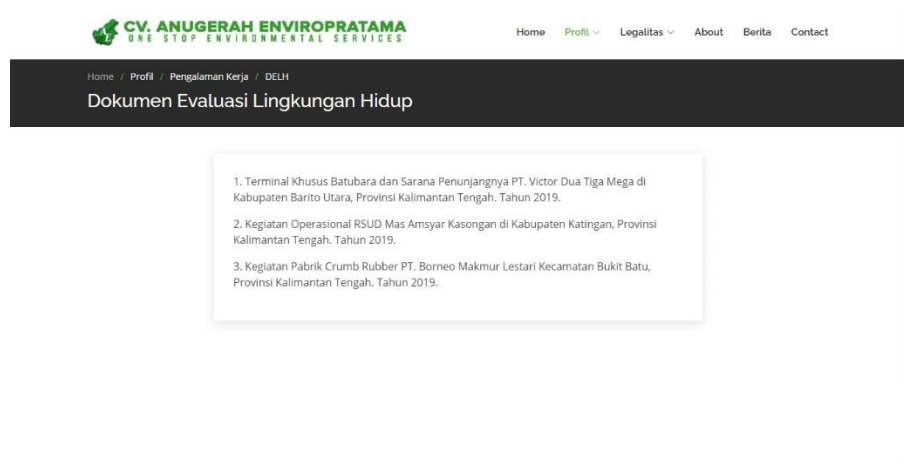 CV. ANUGERAH ENVIROPRATAMA
ONE STOP ENVIRONMENTAL SERVICES
Home Profil Legalitas About Berita Contact
Home / Profil / Pengalaman Kerja / DELH
Dokumen Evaluasi Lingkungan Hidup
1. Terminal Khusus Batubara dan Sarana Penunjangnya PT. Victor Dua Tiga Mega di
Kabupaten Barito Utara, Provinsi Kalimantan Tengah. Tahun 2019.
2. Kegiatan Operasional RSUD Mas Amsyar Kasongan di Kabupaten Katingan, Provinsi
Kalimantan Tengah. Tahun 2019.
3. Kegiatan Pabrik Crumb Rubber PT. Borneo Makmur Lestari Kecamatan Bukit Batu,
Provinsi Kalimantan Tengah. Tahun 2019.